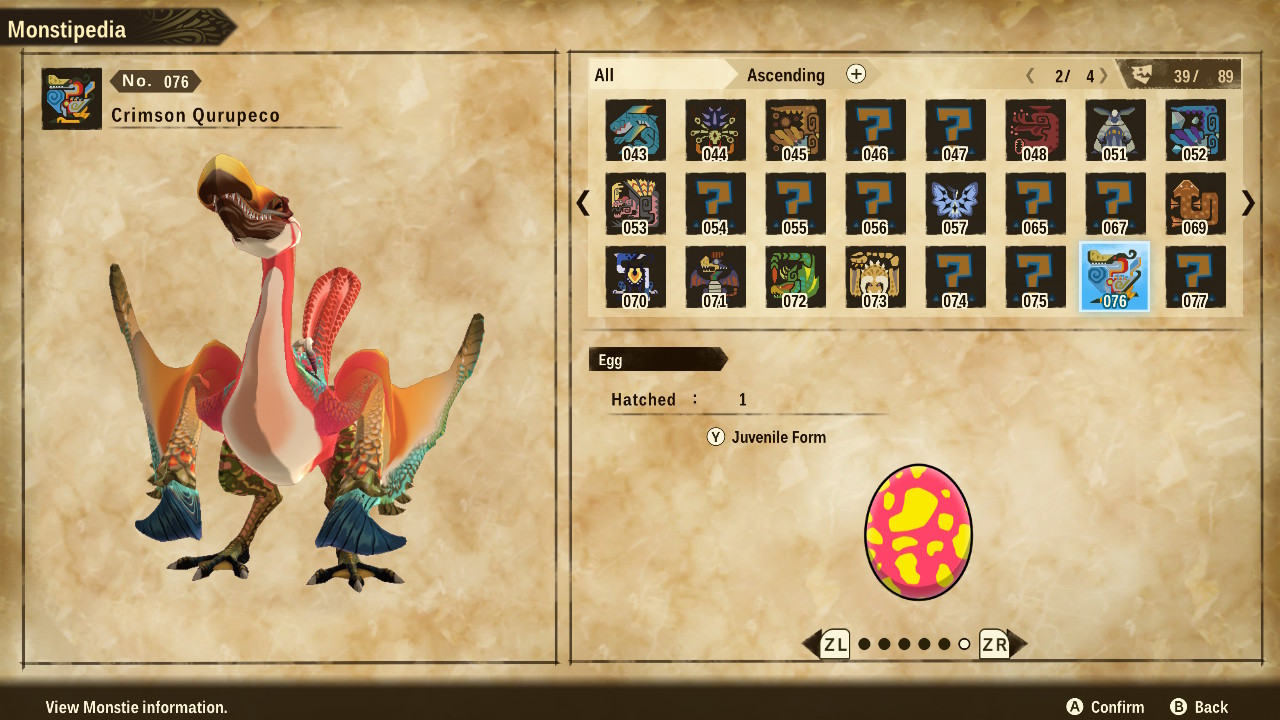 Monstipedia
No. 076
Crimson Qurupeco
All
Ascending
2/ 4
39/ 89
043 044 045 046 047 048 051 052
053 054 055 056 057 065 067 069
070 071 072 073 074 075 076 077
Egg
Hatched : 1
Y Juvenile Form
ZL ZR
View Monstie information.
A Confirm B Back